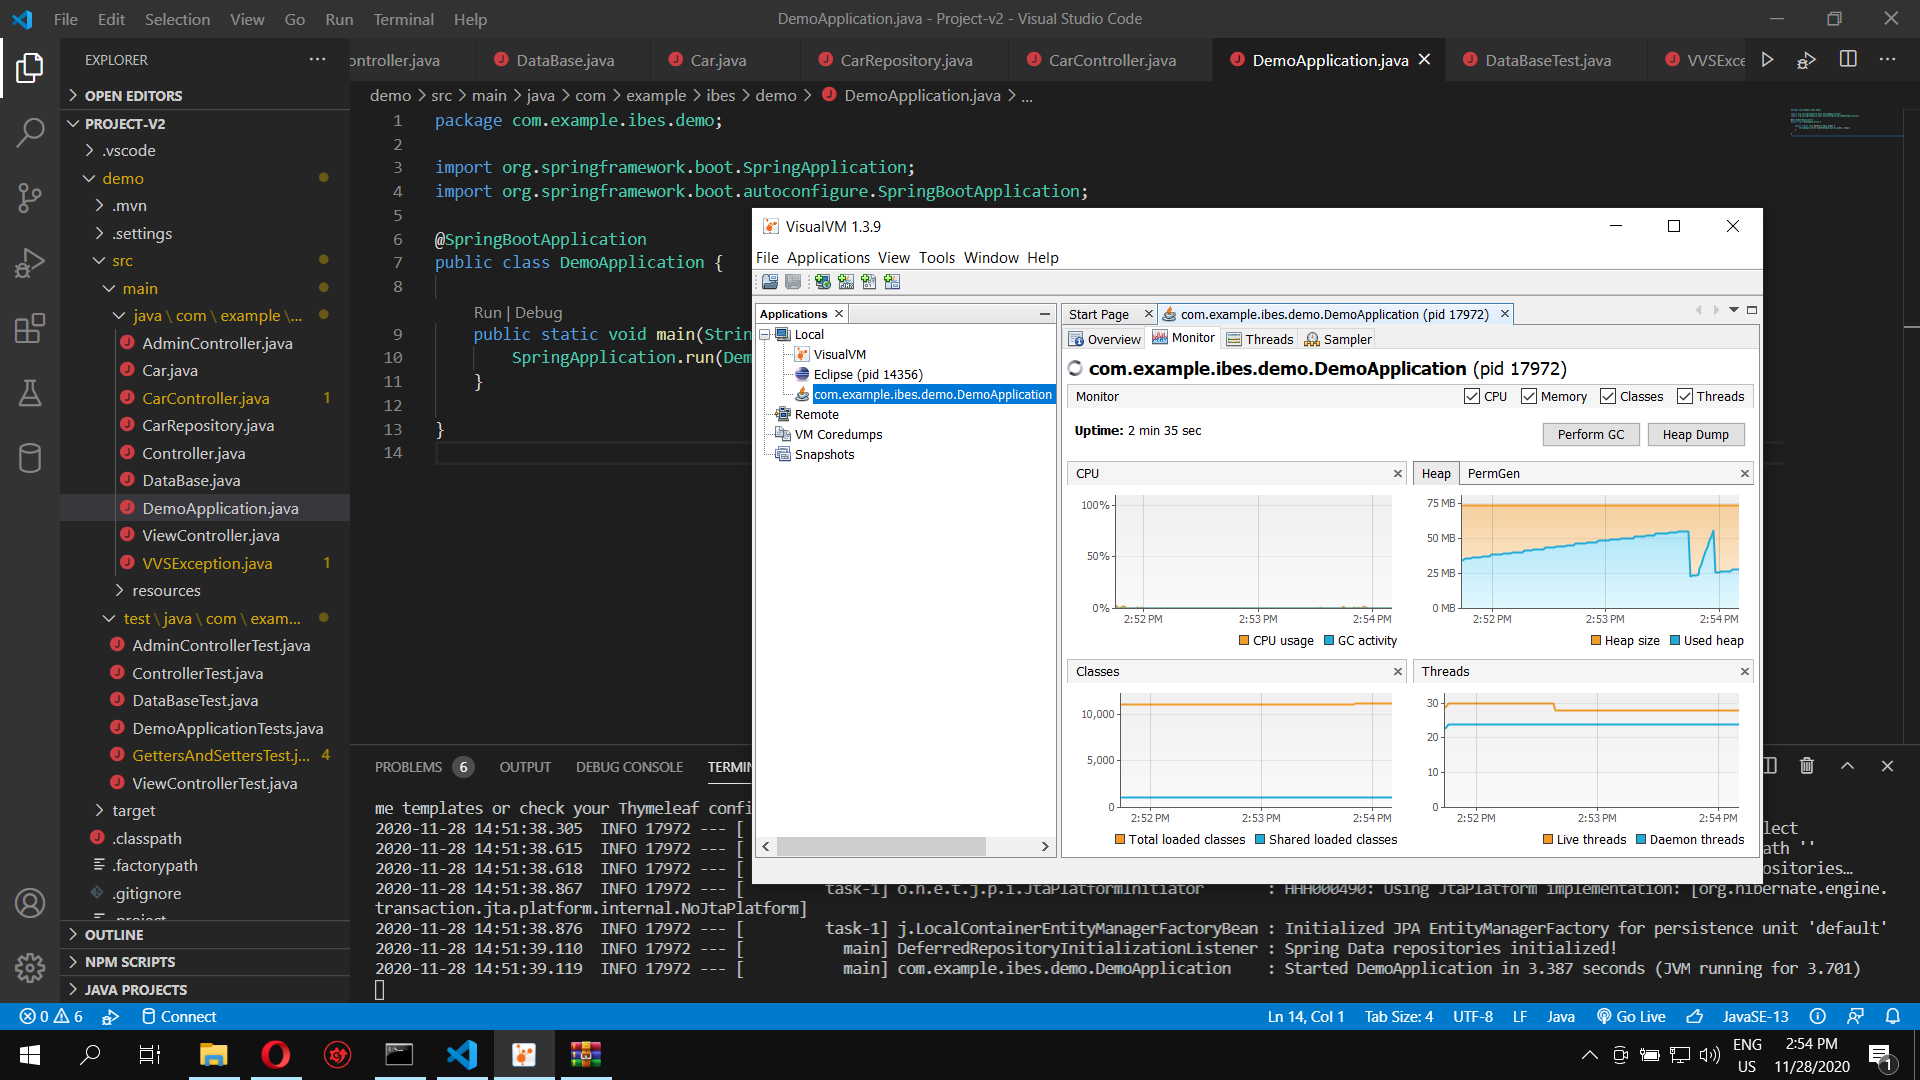 File Edit Selection View Go Run Terminal Help
DemoApplication.java - Project-v2 - Visual Studio Code
EXPLORER ···
OPEN EDITORS
PROJECT-V2
.vscode
demo
.mvn
.settings
src
main
java \ com \ example \...
AdminController.java
Car.java
CarController.java 1
CarRepository.java
Controller.java
DataBase.java
DemoApplication.java
ViewController.java
VVSException.java 1
resources
test \ java \ com \ exam...
AdminControllerTest.java
ControllerTest.java
DataBaseTest.java
DemoApplicationTests.java
GettersAndSettersTest.j... 4
ViewControllerTest.java
target
.classpath
.factorypath
.gitignore
.project
OUTLINE
NPM SCRIPTS
JAVA PROJECTS
ontroller.java DataBase.java Car.java CarRepository.java CarController.java DemoApplication.java DataBaseTest.java VVSExce
demo > src > main > java > com > example > ibes > demo > DemoApplication.java > ...
1 package com.example.ibes.demo;
2
3 import org.springframework.boot.SpringApplication;
4 import org.springframework.boot.autoconfigure.SpringBootApplication;
5
6 @SpringBootApplication
7 public class DemoApplication {
8
Run | Debug
9 public static void main(Strin
10 SpringApplication.run(Dem
11 }
12
13 }
14
VisualVM 1.3.9
File Applications View Tools Window Help
Applications
Local
VisualVM
Eclipse (pid 14356)
com.example.ibes.demo.DemoApplication
Remote
VM Coredumps
Snapshots
Start Page com.example.ibes.demo.DemoApplication (pid 17972)
Overview Monitor Threads Sampler
com.example.ibes.demo.DemoApplication (pid 17972)
Monitor CPU Memory Classes Threads
Uptime: 2 min 35 sec
Perform GC Heap Dump
CPU
100%
50%
0%
2:52 PM 2:53 PM 2:54 PM
CPU usage GC activity
Heap PermGen
75 MB
50 MB
25 MB
0 MB
2:52 PM 2:53 PM 2:54 PM
Heap size Used heap
Classes
10,000
5,000
0
2:52 PM 2:53 PM 2:54 PM
Total loaded classes Shared loaded classes
Threads
30
20
10
0
2:52 PM 2:53 PM 2:54 PM
Live threads Daemon threads
PROBLEMS 6 OUTPUT DEBUG CONSOLE TERMIN
me templates or check your Thymeleaf confi
2020-11-28 14:51:38.305 INFO 17972 --- [ lect
2020-11-28 14:51:38.615 INFO 17972 --- [ ath ''
2020-11-28 14:51:38.618 INFO 17972 --- [ ositories…
2020-11-28 14:51:38.867 INFO 17972 --- [ task-1] o.h.e.t.j.p.i.JtaPlatformInitiator : HHH000490: Using JtaPlatform implementation: [org.hibernate.engine.
transaction.jta.platform.internal.NoJtaPlatform]
2020-11-28 14:51:38.876 INFO 17972 --- [ task-1] j.LocalContainerEntityManagerFactoryBean : Initialized JPA EntityManagerFactory for persistence unit 'default'
2020-11-28 14:51:39.110 INFO 17972 --- [ main] DeferredRepositoryInitializationListener : Spring Data repositories initialized!
2020-11-28 14:51:39.119 INFO 17972 --- [ main] com.example.ibes.demo.DemoApplication : Started DemoApplication in 3.387 seconds (JVM running for 3.701)
0 6 Connect
Ln 14, Col 1 Tab Size: 4 UTF-8 LF Java Go Live JavaSE-13
ENG
US
2:54 PM
11/28/2020
1